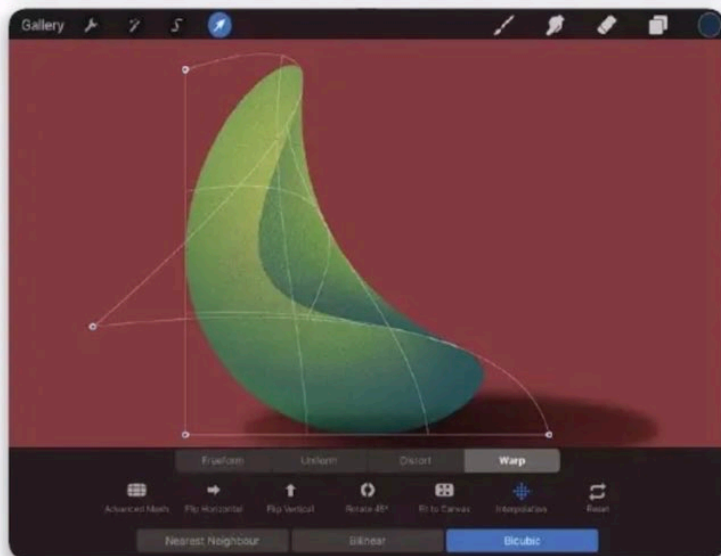 Gallery
Freeform Uniform Distort Warp
Advanced Mesh Flip Horizontal Flip Vertical Rotate 45° Fit to Canvas Interpolation Reset
Nearest Neighbour Bilinear Bicubic